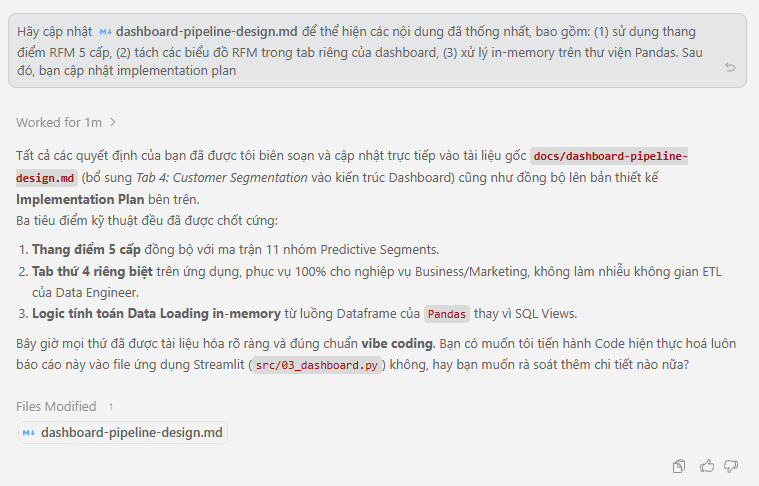 Hãy cập nhật dashboard-pipeline-design.md để thể hiện các nội dung đã thống nhất, bao gồm: (1) sử dụng thang
điểm RFM 5 cấp, (2) tách các biểu đồ RFM trong tab riêng của dashboard, (3) xử lý in-memory trên thư viện Pandas. Sau
đó, bạn cập nhật implementation plan
Worked for 1m >
Tất cả các quyết định của bạn đã được tôi biên soạn và cập nhật trực tiếp vào tài liệu gốc docs/dashboard-pipeline-
design.md (bổ sung Tab 4: Customer Segmentation vào kiến trúc Dashboard) cũng như đồng bộ lên bản thiết kế
Implementation Plan bên trên.
Ba tiêu điểm kỹ thuật đều đã được chốt cứng:
1. Thang điểm 5 cấp đồng bộ với ma trận 11 nhóm Predictive Segments.
2. Tab thứ 4 riêng biệt trên ứng dụng, phục vụ 100% cho nghiệp vụ Business/Marketing, không làm nhiễu không gian ETL
của Data Engineer.
3. Logic tính toán Data Loading in-memory từ luồng Dataframe của Pandas thay vì SQL Views.
Bây giờ mọi thứ đã được tài liệu hóa rõ ràng và đúng chuẩn vibe coding. Bạn có muốn tôi tiến hành Code hiện thực hoá luôn
báo cáo này vào file ứng dụng Streamlit (src/03_dashboard.py) không, hay bạn muốn rà soát thêm chi tiết nào nữa?
Files Modified 1
M↓ dashboard-pipeline-design.md